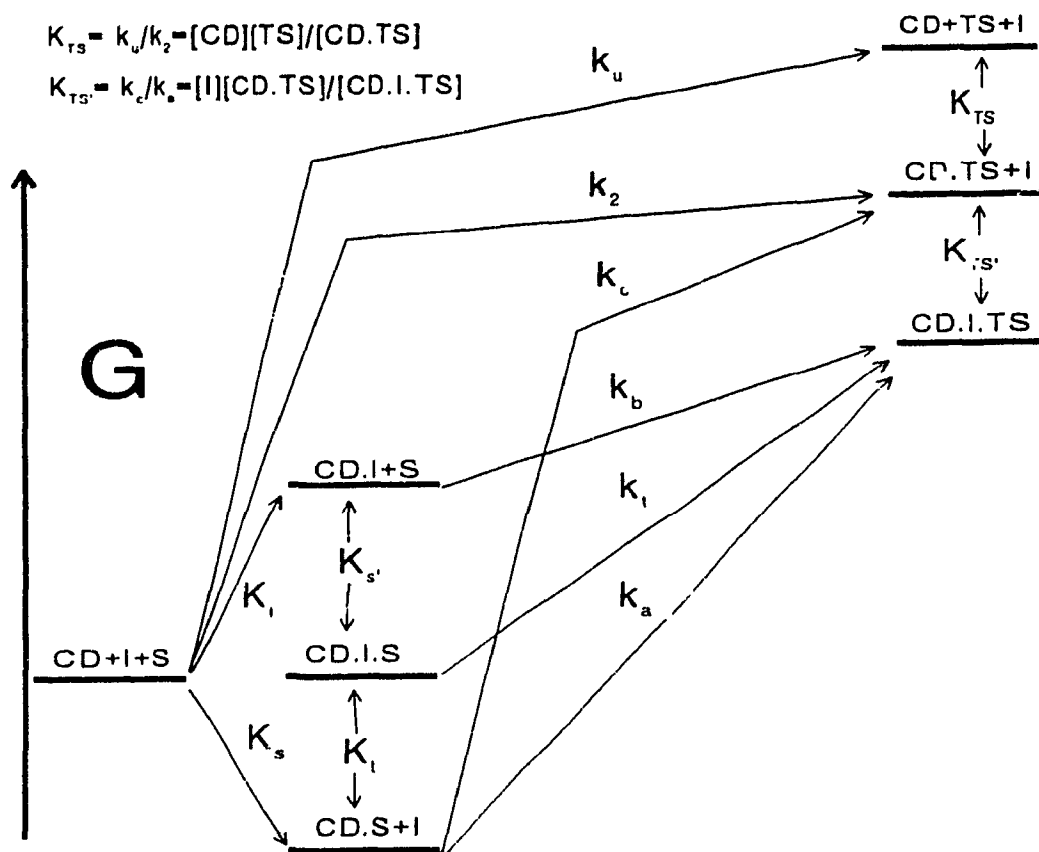 K_TS = k_u/k_2=[CD][TS]/[CD.TS]
K_TS' = k_c/k_a=[I][CD.TS]/[CD.I.TS]
CD+TS+I
k_u
K_TS
CD.TS+I
k_2
K_TS'
k_c
CD.I.TS
G
k_b
CD.I+S
k_t
K_s'
K_I
k_a
CD+I+S
CD.I.S
K_s
K_I
CD.S+I